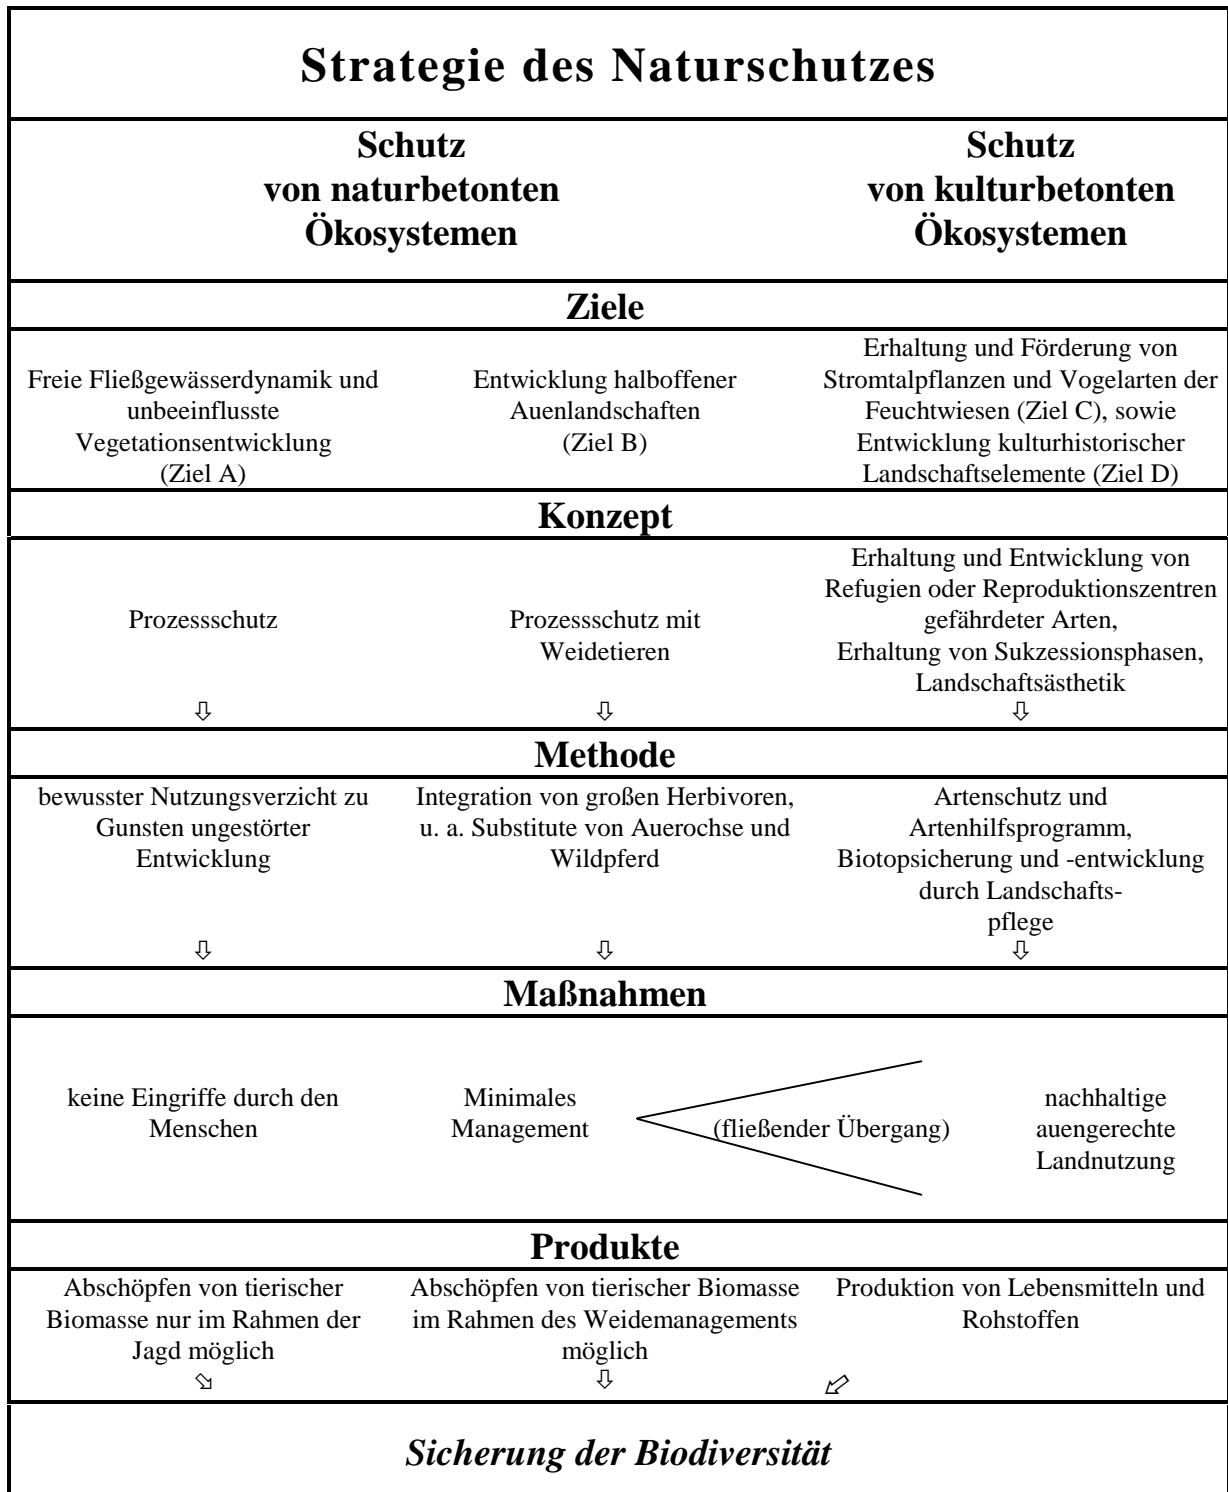 Strategie des Naturschutzes
Schutz
von naturbetonten
Ökosystemen
Schutz
von kulturbetonten
Ökosystemen
Ziele
Freie Fließgewässerdynamik und
unbeeinflusste
Vegetationsentwicklung
(Ziel A)
Entwicklung halboffener
Auenlandschaften
(Ziel B)
Erhaltung und Förderung von
Stromtalpflanzen und Vogelarten der
Feuchtwiesen (Ziel C), sowie
Entwicklung kulturhistorischer
Landschaftselemente (Ziel D)
Konzept
Prozessschutz
Prozessschutz mit
Weidetieren
Erhaltung und Entwicklung von
Refugien oder Reproduktionszentren
gefährdeter Arten,
Erhaltung von Sukzessionsphasen,
Landschaftsästhetik
⇩ ⇩ ⇩
Methode
bewusster Nutzungsverzicht zu
Gunsten ungestörter
Entwicklung
Integration von großen Herbivoren,
u. a. Substitute von Auerochse und
Wildpferd
Artenschutz und
Artenhilfsprogramm,
Biotopsicherung und -entwicklung
durch Landschafts-
pflege
⇩ ⇩ ⇩
Maßnahmen
keine Eingriffe durch den
Menschen
Minimales
Management
(fließender Übergang)
nachhaltige
auengerechte
Landnutzung
Produkte
Abschöpfen von tierischer
Biomasse nur im Rahmen der
Jagd möglich
Abschöpfen von tierischer Biomasse
im Rahmen des Weidemanagements
möglich
Produktion von Lebensmitteln und
Rohstoffen
Sicherung der Biodiversität